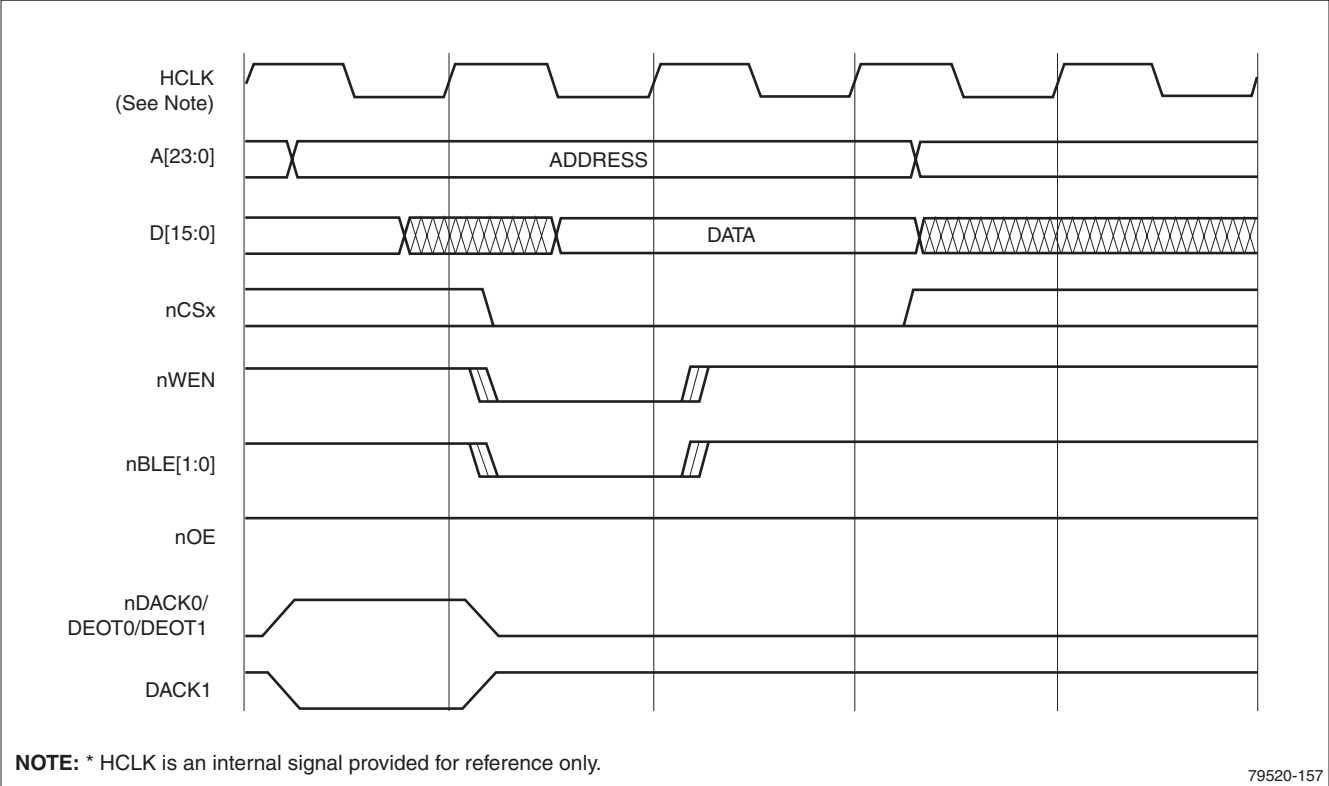 HCLK
(See Note)
A[23:0]
ADDRESS
D[15:0]
DATA
nCSx
nWEN
nBLE[1:0]
nOE
nDACK0/
DEOT0/DEOT1
DACK1
NOTE: * HCLK is an internal signal provided for reference only.
79520-157